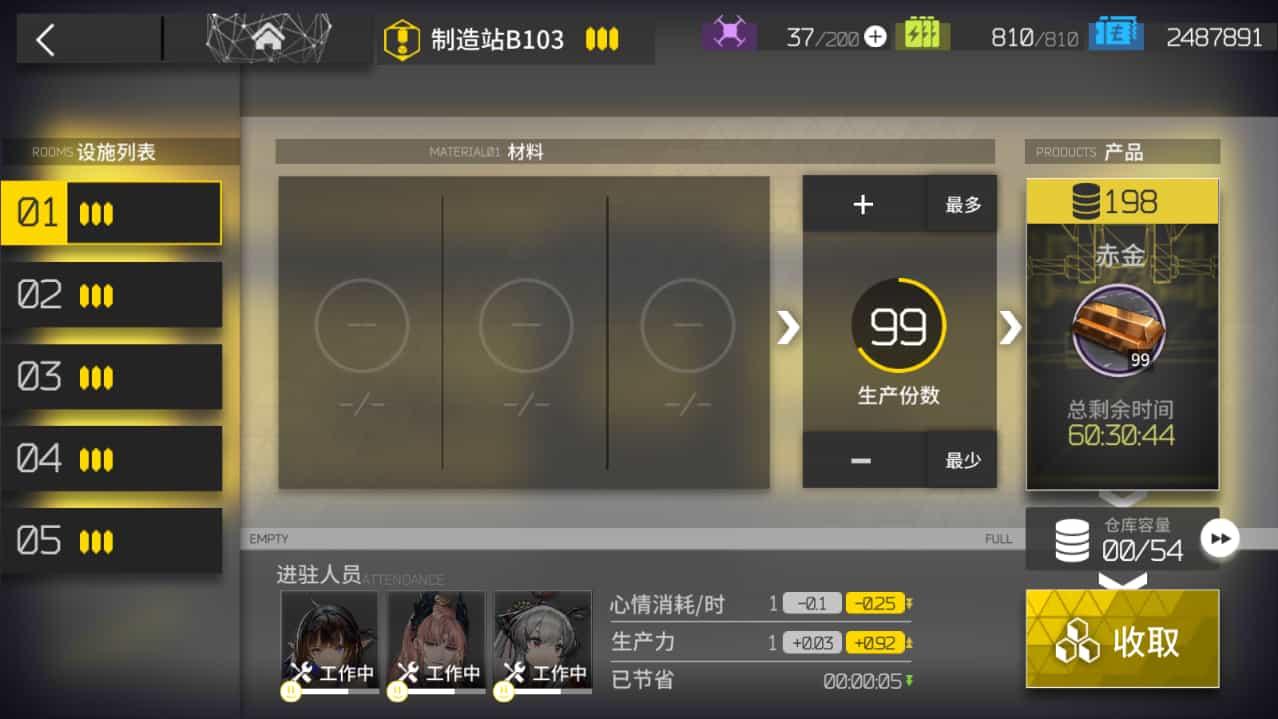 制造站B103
37/200
810/810
2487891
ROOMS 设施列表
01
02
03
04
05
MATERIAL01 材料
--
--
--
-/-
-/-
-/-
+ 最多
99
生产份数
- 最少
PRODUCTS 产品
198
赤金
99
总剩余时间
60:30:44
仓库容量
00/54
收取
EMPTY
FULL
进驻人员 ATTENDANCE
工作中
工作中
工作中
心情消耗/时 1 -0.1 -0.25
生产力 1 +0.03 +0.92
已节省 00:00:05